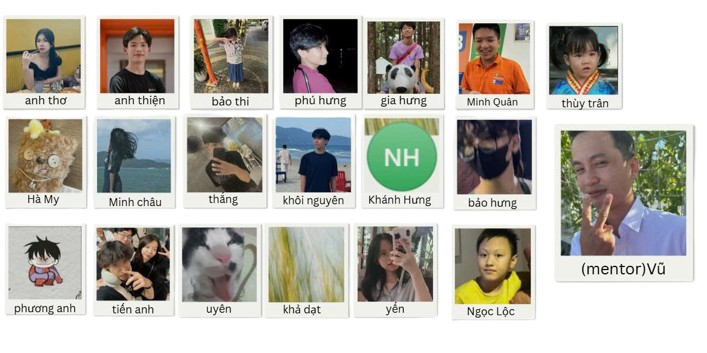 anh thơ
anh thiện
bảo thi
phú hưng
gia hưng
Minh Quân
thùy trân
Hà My
Minh châu
thắng
khôi nguyên
NH
Khánh Hưng
bảo hưng
(mentor)Vũ
phương anh
tiến anh
uyên
khả dạt
yến
Ngọc Lộc